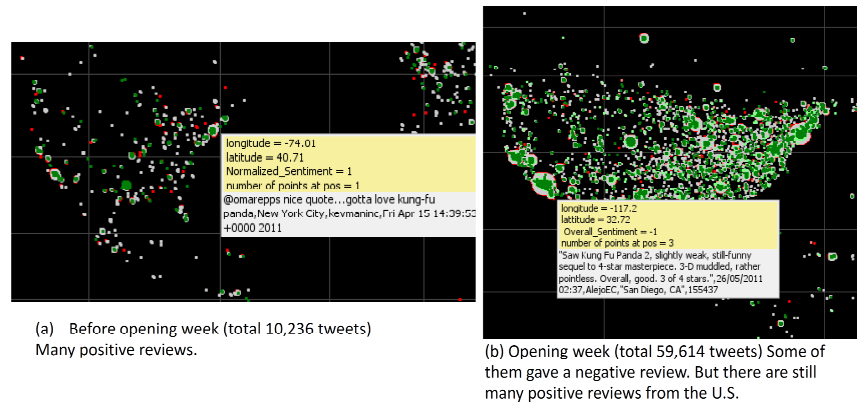 longitude = -74.01
latitude = 40.71
Normalized_Sentiment = 1
number of points at pos = 1
@omarepps nice quote...gotta love kung-fu
panda,New York City,kevmaninc,Fri Apr 15 14:39:53
+0000 2011
(a) Before opening week (total 10,236 tweets)
Many positive reviews.
longitude = -117.2
lattitude = 32.72
Overall_Sentiment = -1
number of points at pos = 3
"Saw Kung Fu Panda 2, slightly weak, still-funny
sequel to 4-star masterpiece. 3-D muddled, rather
pointless. Overall, good. 3 of 4 stars.",26/05/2011
02:37,AlejoEC,"San Diego, CA",155437
(b) Opening week (total 59,614 tweets) Some of
them gave a negative review. But there are still
many positive reviews from the U.S.